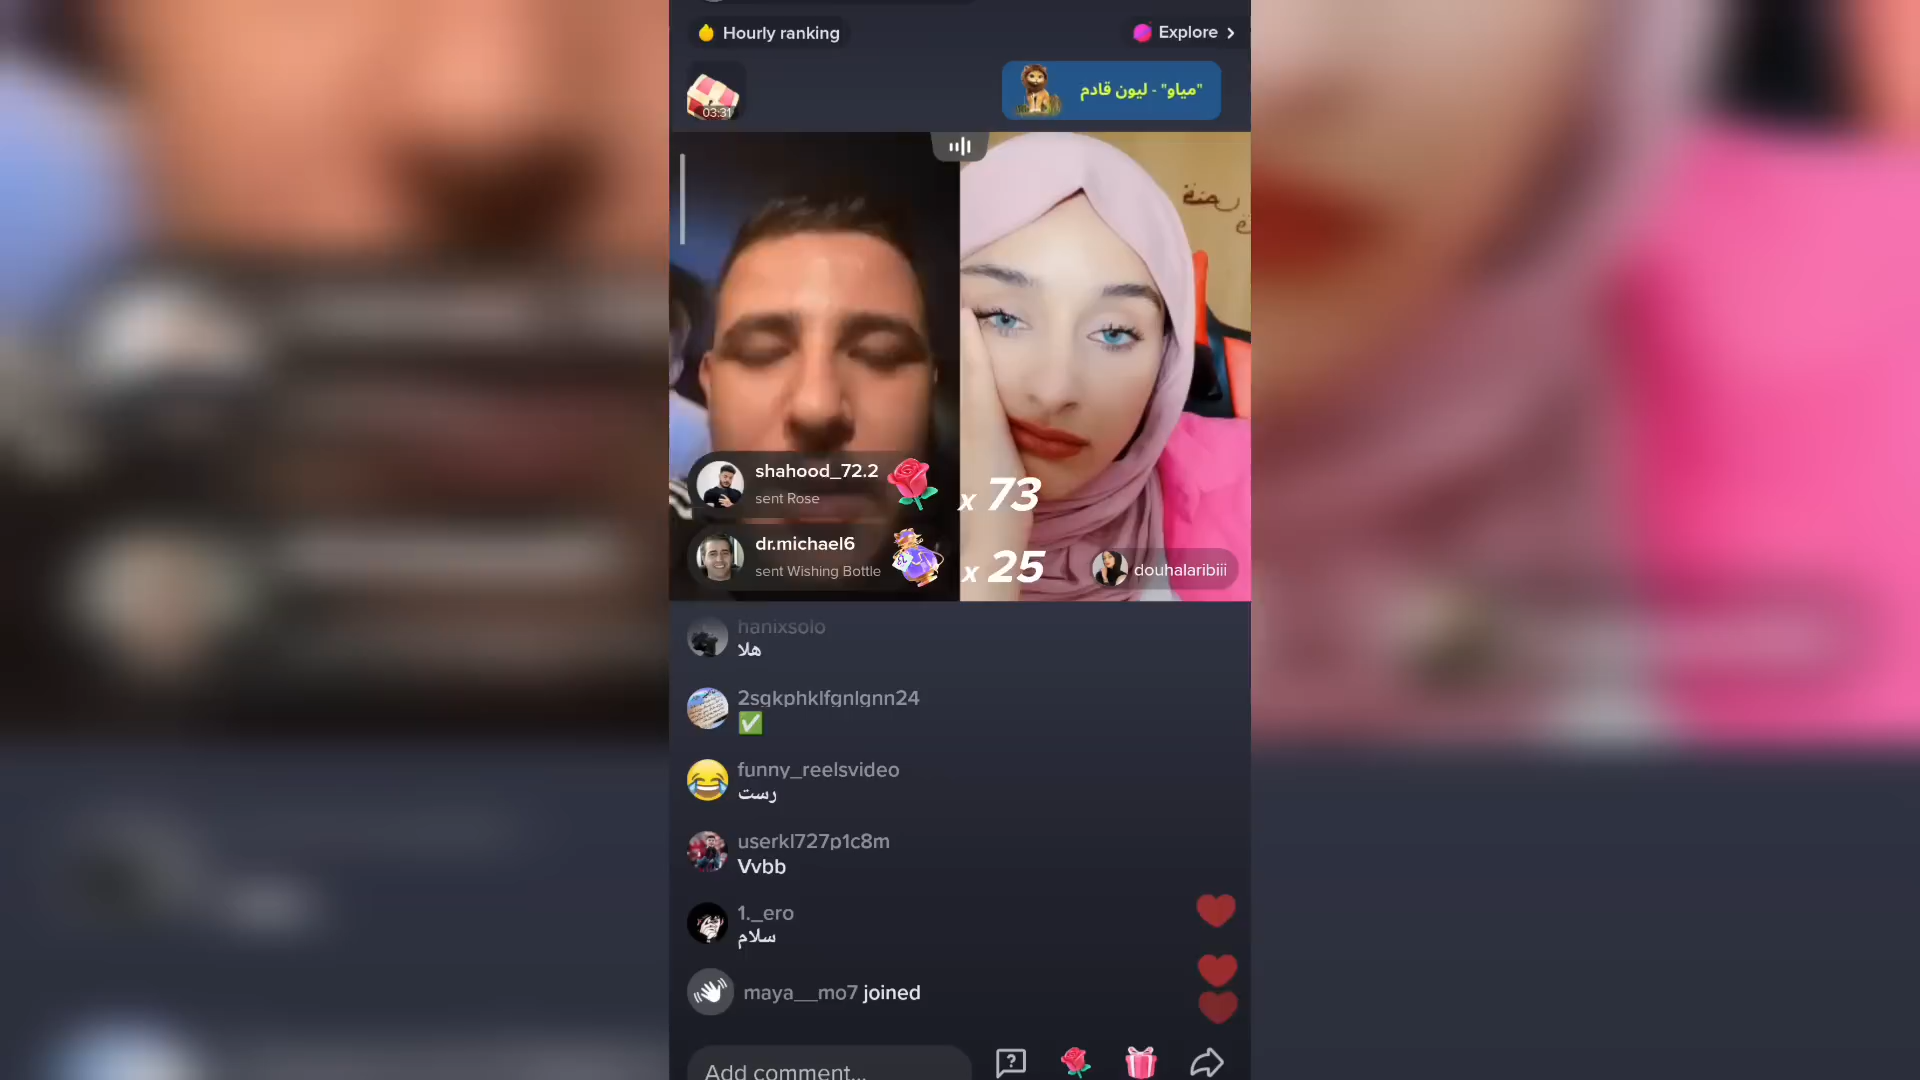 Hourly ranking
Explore
03:31
"مياو" - ليون قادم
shahood_72.2
sent Rose
x 73
dr.michael6
sent Wishing Bottle
x 25
douhalaribiii
hanixsolo
هلا
2sgkphklfgnlgnn24
funny_reelsvideo
رست
userkl727p1c8m
Vvbb
1._ero
سلام
maya__mo7 joined
Add comment...